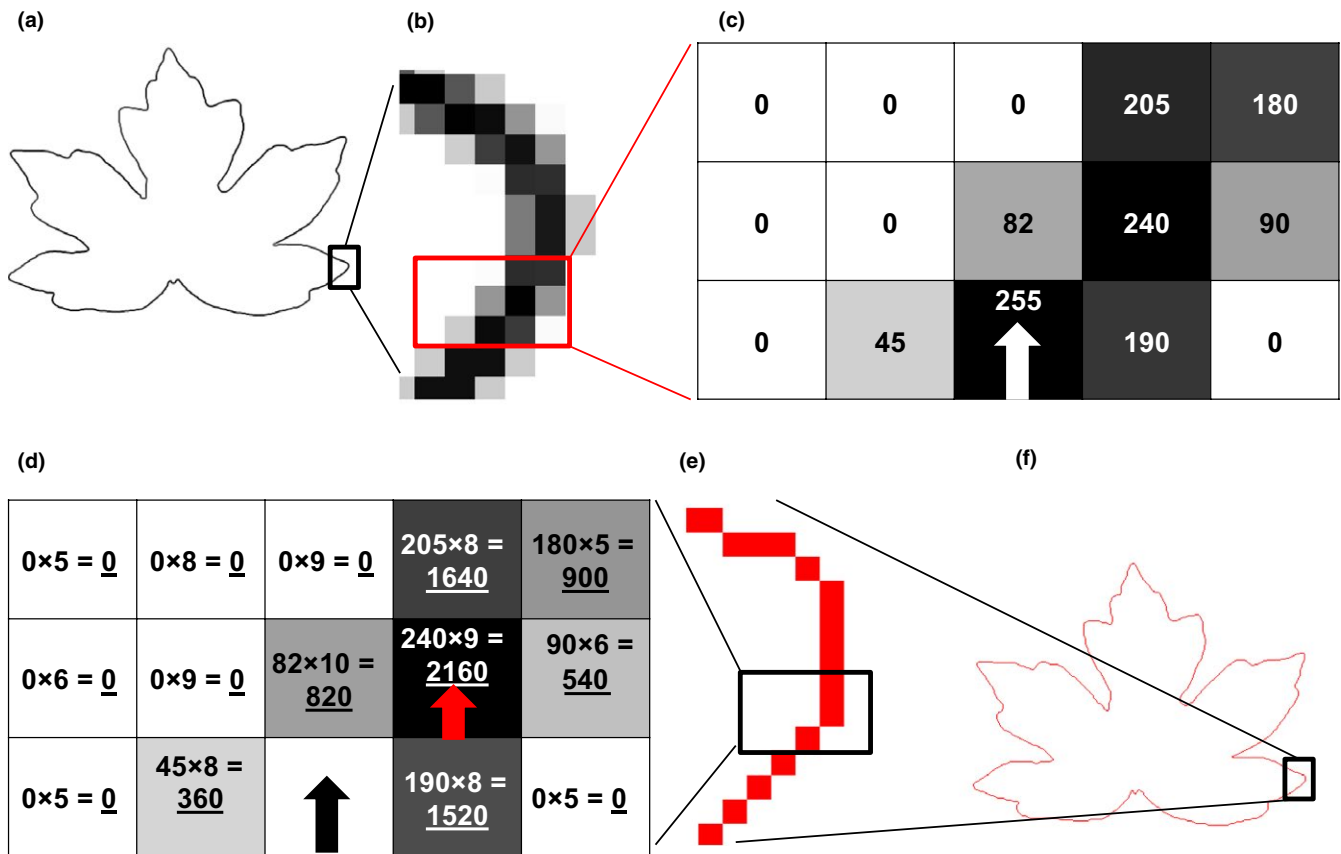 (a)
(b)
(c)
0 0 0 205 180
0 0 82 240 90
0 45 255 190 0
(d)
0×5 = 0 0×8 = 0 0×9 = 0 205×8 = 1640 180×5 = 900
0×6 = 0 0×9 = 0 82×10 = 820 240×9 = 2160 90×6 = 540
0×5 = 0 45×8 = 360 190×8 = 1520 0×5 = 0
(e)
(f)